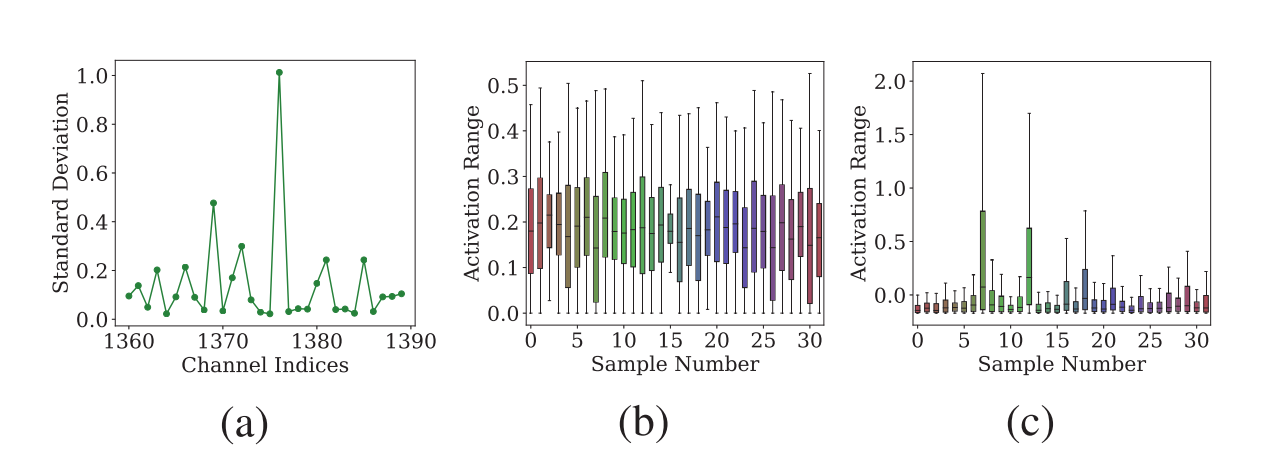 Standard Deviation
1.0
0.8
0.6
0.4
0.2
0.0
1360 1370 1380 1390
Channel Indices
(a)
Activation Range
0.5
0.4
0.3
0.2
0.1
0.0
0 5 10 15 20 25 30
Sample Number
(b)
Activation Range
2.0
1.5
1.0
0.5
0.0
0 5 10 15 20 25 30
Sample Number
(c)